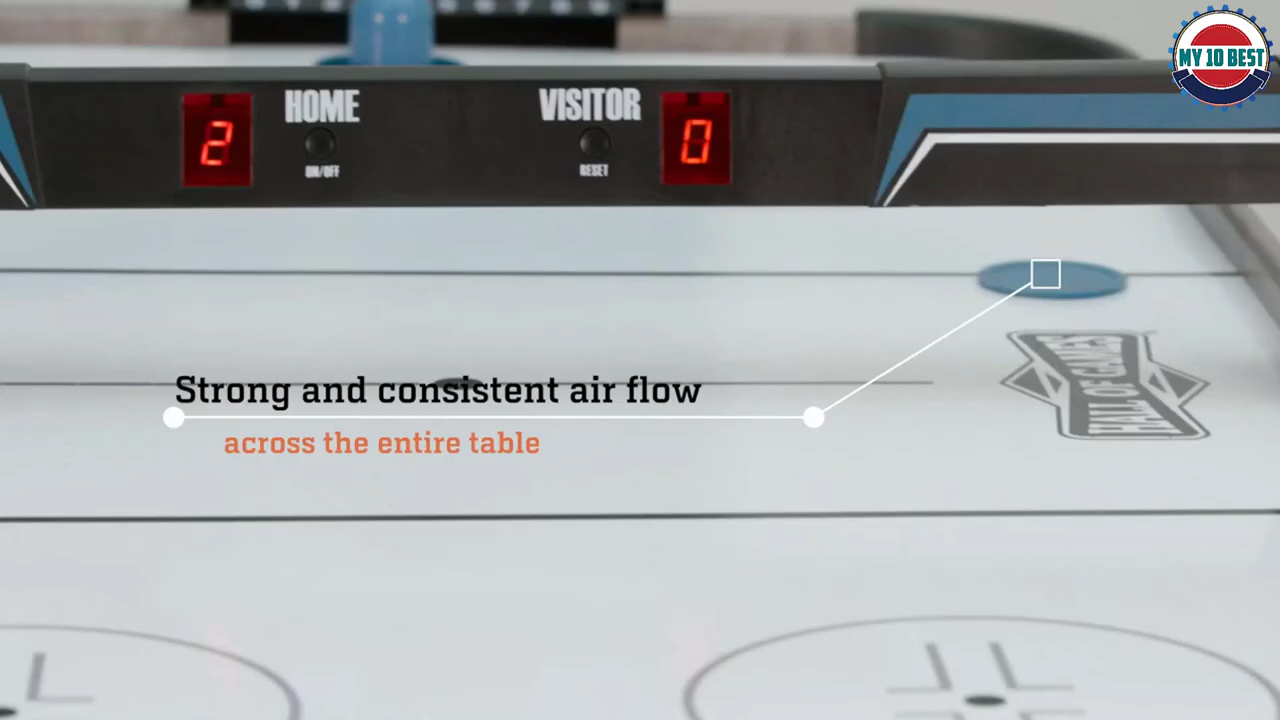 MY 10 BEST
HOME
VISITOR
2
0
ON/OFF
RESET
HALL OF GAMES
Strong and consistent air flow
across the entire table